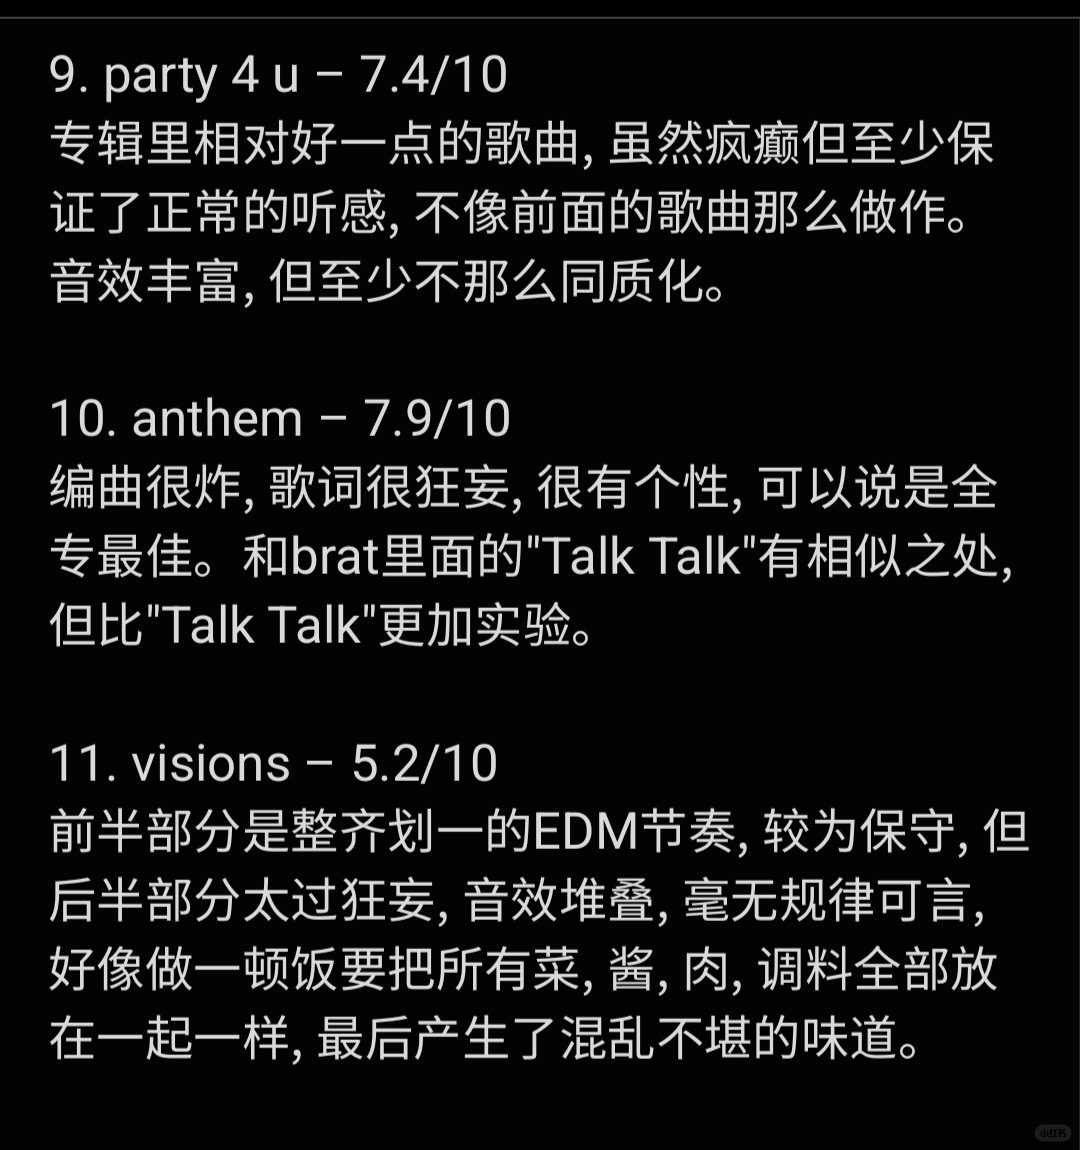 9. party 4 u – 7.4/10
专辑里相对好一点的歌曲, 虽然疯癫但至少保
证了正常的听感, 不像前面的歌曲那么做作。
音效丰富, 但至少不那么同质化。
10. anthem – 7.9/10
编曲很炸, 歌词很狂妄, 很有个性, 可以说是全
专最佳。和brat里面的"Talk Talk"有相似之处,
但比"Talk Talk"更加实验。
11. visions – 5.2/10
前半部分是整齐划一的EDM节奏, 较为保守, 但
后半部分太过狂妄, 音效堆叠, 毫无规律可言,
好像做一顿饭要把所有菜, 酱, 肉, 调料全部放
在一起一样, 最后产生了混乱不堪的味道。
小红书